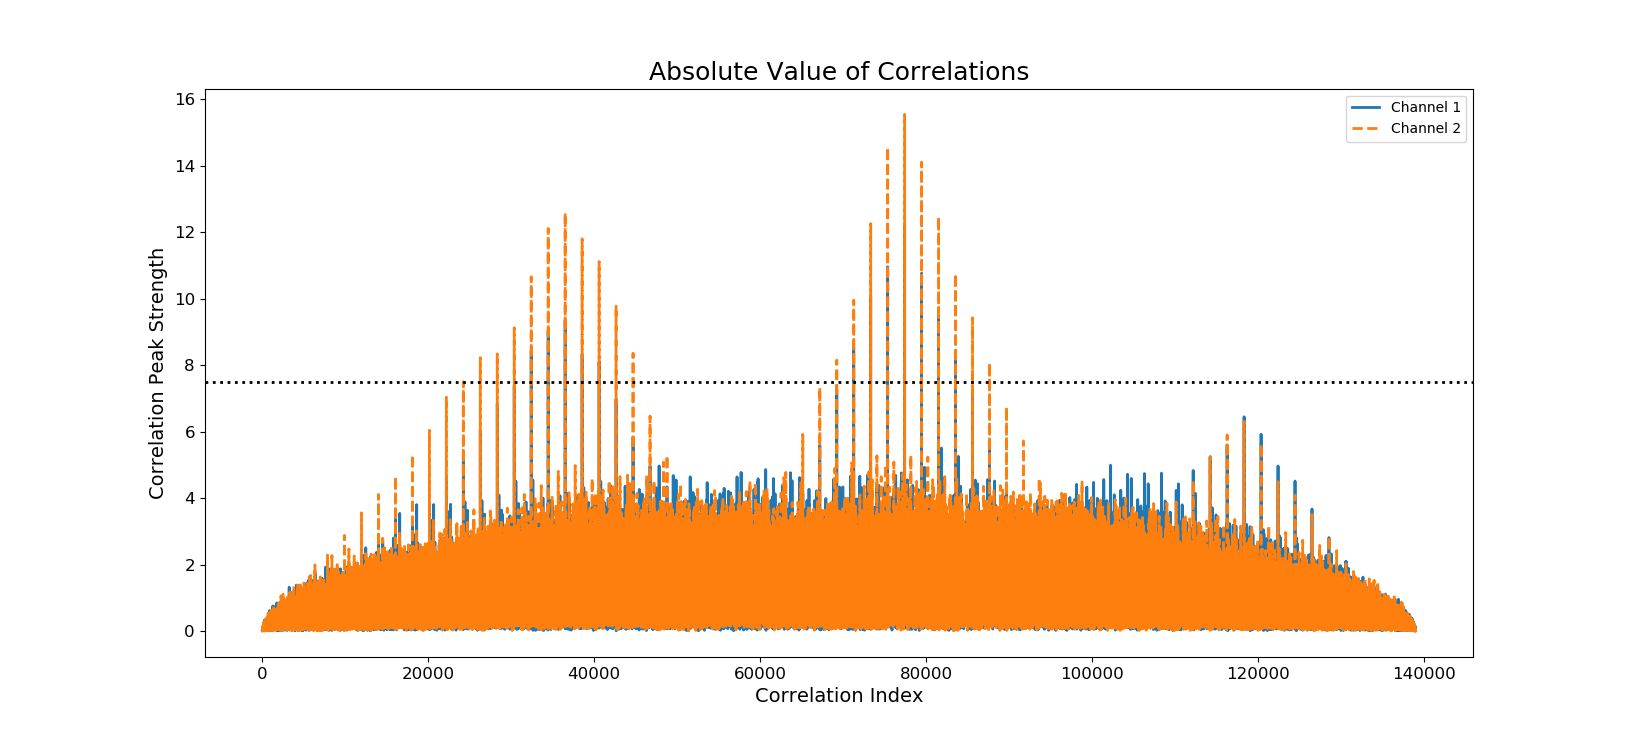 Absolute Value of Correlations
Channel 1
Channel 2
Correlation Peak Strength
16
14
12
10
8
6
4
2
0
0 20000 40000 60000 80000 100000 120000 140000
Correlation Index